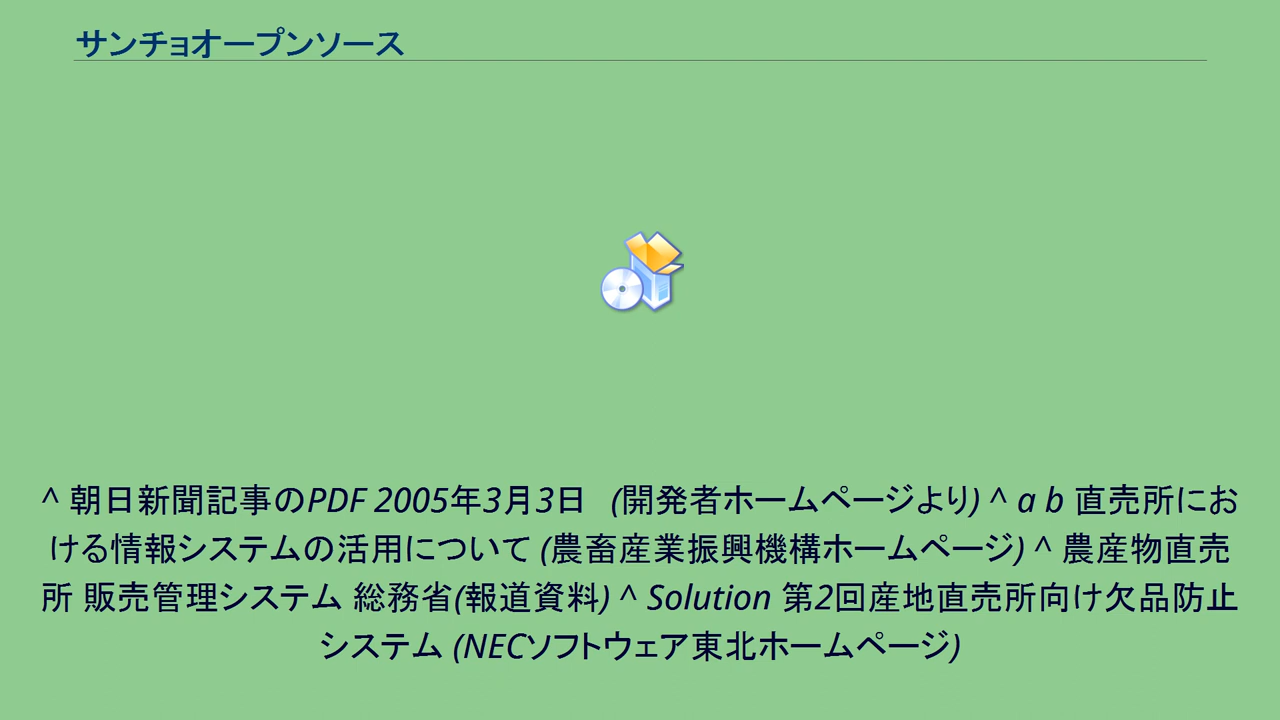 サンチョオープンソース
^ 朝日新聞記事のPDF 2005年3月3日 (開発者ホームページより) ^ a b 直売所にお
ける情報システムの活用について (農畜産業振興機構ホームページ) ^ 農産物直売
所 販売管理システム 総務省(報道資料) ^ Solution 第2回産地直売所向け欠品防止
システム (NECソフトウェア東北ホームページ)